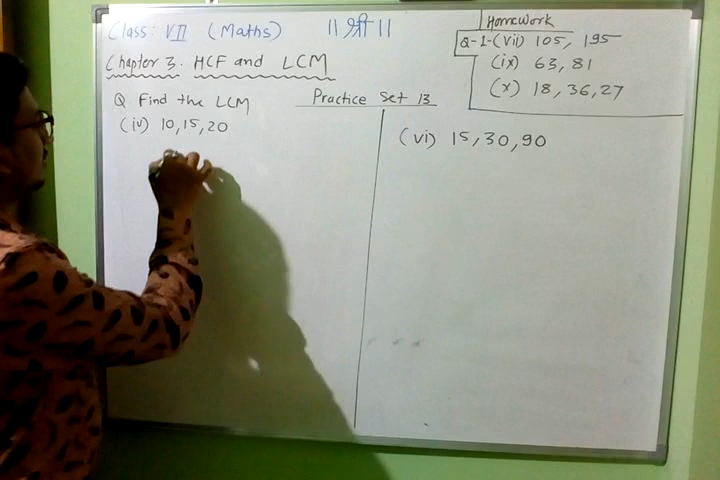 Class: VII (Maths) ॥ श्री ॥
Chapter 3. HCF and LCM
Q Find the LCM Practice Set 13
(iv) 10, 15, 20
(vi) 15, 30, 90
Homework
Q-1-(vii) 105, 195
(ix) 63, 81
(x) 18, 36, 27